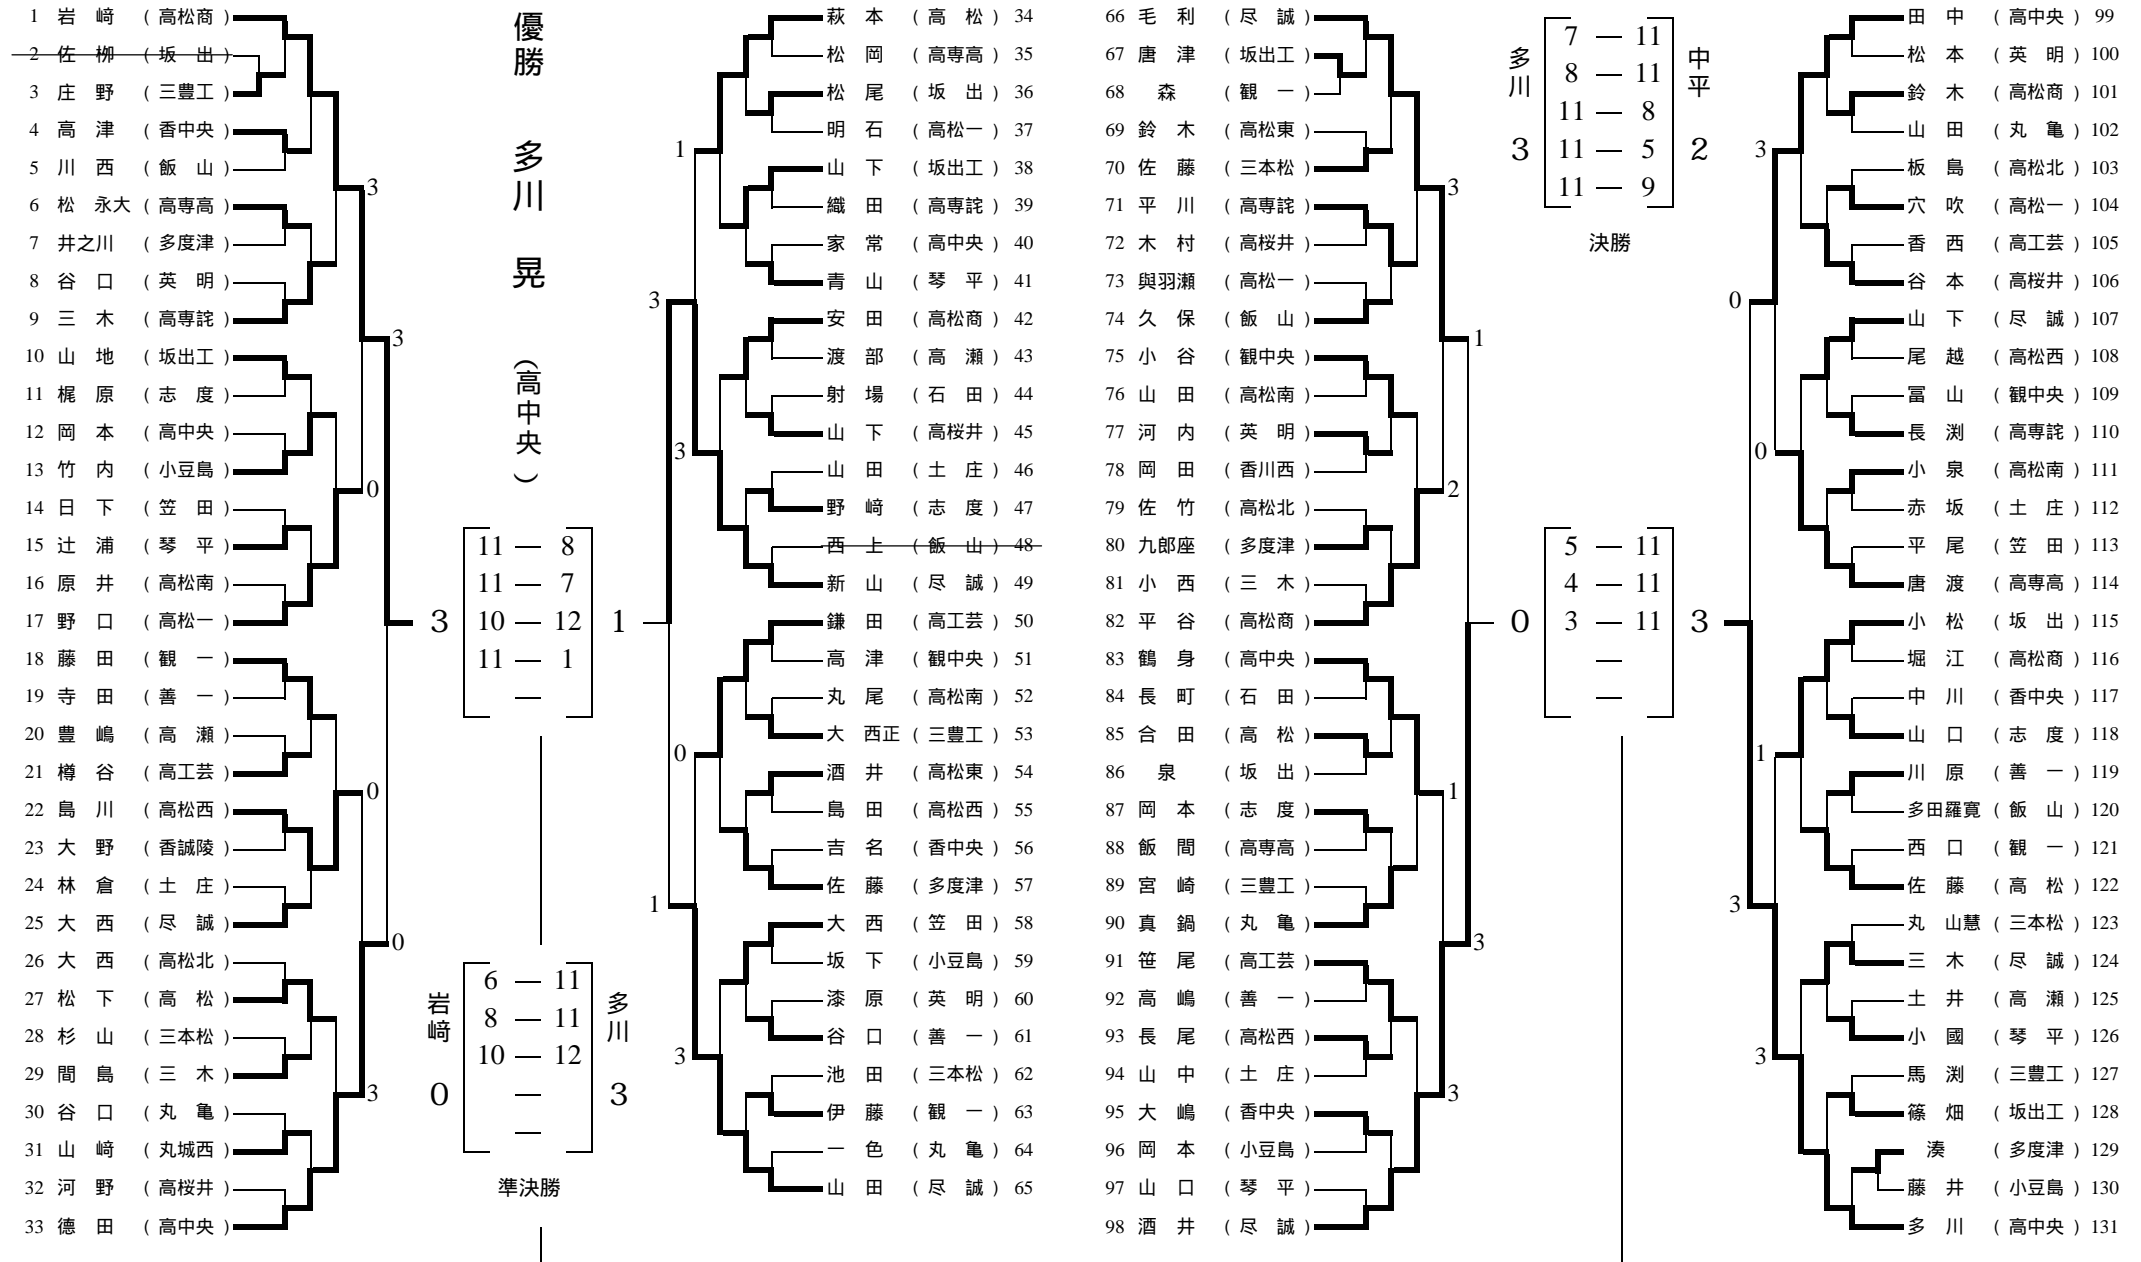 1 岩 﨑 （高松商）
2 佐 栁 （坂 出）
3 庄 野 （三豊工）
4 高 津 （香中央）
5 川 西 （飯 山）
6 松 永大 （高専高）
7 井之川 （多度津）
8 谷 口 （英 明）
9 三 木 （高専詫）
10 山 地 （坂出工）
11 梶 原 （志 度）
12 岡 本 （高中央）
13 竹 内 （小豆島）
14 日 下 （笠 田）
15 辻 浦 （琴 平）
16 原 井 （高松南）
17 野 口 （高松一）
18 藤 田 （観 一）
19 寺 田 （善 一）
20 豊 嶋 （高 瀬）
21 樽 谷 （高工芸）
22 島 川 （高松西）
23 大 野 （香誠陵）
24 林 倉 （土 庄）
25 大 西 （尽 誠）
26 大 西 （高松北）
27 松 下 （高 松）
28 杉 山 （三本松）
29 間 島 （三 木）
30 谷 口 （丸 亀）
31 山 﨑 （丸城西）
32 河 野 （高桜井）
33 德 田 （高中央）
3
0
0
3
3
0
優勝 多川 晃 （高中央）
3
11 — 8
11 — 7
10 — 12
11 — 1
—
1
岩﨑 0
6 — 11
8 — 11
10 — 12
—
—
多川 3
準決勝
1
3
0
3
3
1
萩 本 （高 松） 34
松 岡 （高専高） 35
松 尾 （坂 出） 36
明 石 （高松一） 37
山 下 （坂出工） 38
織 田 （高専詫） 39
家 常 （高中央） 40
青 山 （琴 平） 41
安 田 （高松商） 42
渡 部 （高 瀬） 43
射 場 （石 田） 44
山 下 （高桜井） 45
山 田 （土 庄） 46
野 﨑 （志 度） 47
西 上 （飯 山） 48
新 山 （尽 誠） 49
鎌 田 （高工芸） 50
高 津 （観中央） 51
丸 尾 （高松南） 52
大 西正 （三豊工） 53
酒 井 （高松東） 54
島 田 （高松西） 55
吉 名 （香中央） 56
佐 藤 （多度津） 57
大 西 （笠 田） 58
坂 下 （小豆島） 59
漆 原 （英 明） 60
谷 口 （善 一） 61
池 田 （三本松） 62
伊 藤 （観 一） 63
一 色 （丸 亀） 64
山 田 （尽 誠） 65
66 毛 利 （尽 誠）
67 唐 津 （坂出工）
68 森 （観 一）
69 鈴 木 （高松東）
70 佐 藤 （三本松）
71 平 川 （高専詫）
72 木 村 （高桜井）
73 與羽瀬 （高松一）
74 久 保 （飯 山）
75 小 谷 （観中央）
76 山 田 （高松南）
77 河 内 （英 明）
78 岡 田 （香川西）
79 佐 竹 （高松北）
80 九郎座 （多度津）
81 小 西 （三 木）
82 平 谷 （高松商）
83 鶴 身 （高中央）
84 長 町 （石 田）
85 合 田 （高 松）
86 泉 （坂 出）
87 岡 本 （志 度）
88 飯 間 （高専高）
89 宮 崎 （三豊工）
90 真 鍋 （丸 亀）
91 笹 尾 （高工芸）
92 高 嶋 （善 一）
93 長 尾 （高松西）
94 山 中 （土 庄）
95 大 嶋 （香中央）
96 岡 本 （小豆島）
97 山 口 （琴 平）
98 酒 井 （尽 誠）
3
2
1
3
1
3
多川 3
7 — 11
8 — 11
11 — 8
11 — 5
11 — 9
中平 2
決勝
0
5 — 11
4 — 11
3 — 11
—
—
3
3
0
1
3
0
3
田 中 （高中央） 99
松 本 （英 明） 100
鈴 木 （高松商） 101
山 田 （丸 亀） 102
板 島 （高松北） 103
穴 吹 （高松一） 104
香 西 （高工芸） 105
谷 本 （高桜井） 106
山 下 （尽 誠） 107
尾 越 （高松西） 108
冨 山 （観中央） 109
長 渕 （高専詫） 110
小 泉 （高松南） 111
赤 坂 （土 庄） 112
平 尾 （笠 田） 113
唐 渡 （高専高） 114
小 松 （坂 出） 115
堀 江 （高松商） 116
中 川 （香中央） 117
山 口 （志 度） 118
川 原 （善 一） 119
多田羅寛 （飯 山） 120
西 口 （観 一） 121
佐 藤 （高 松） 122
丸 山慧 （三本松） 123
三 木 （尽 誠） 124
土 井 （高 瀬） 125
小 國 （琴 平） 126
馬 渕 （三豊工） 127
篠 畑 （坂出工） 128
湊 （多度津） 129
藤 井 （小豆島） 130
多 川 （高中央） 131